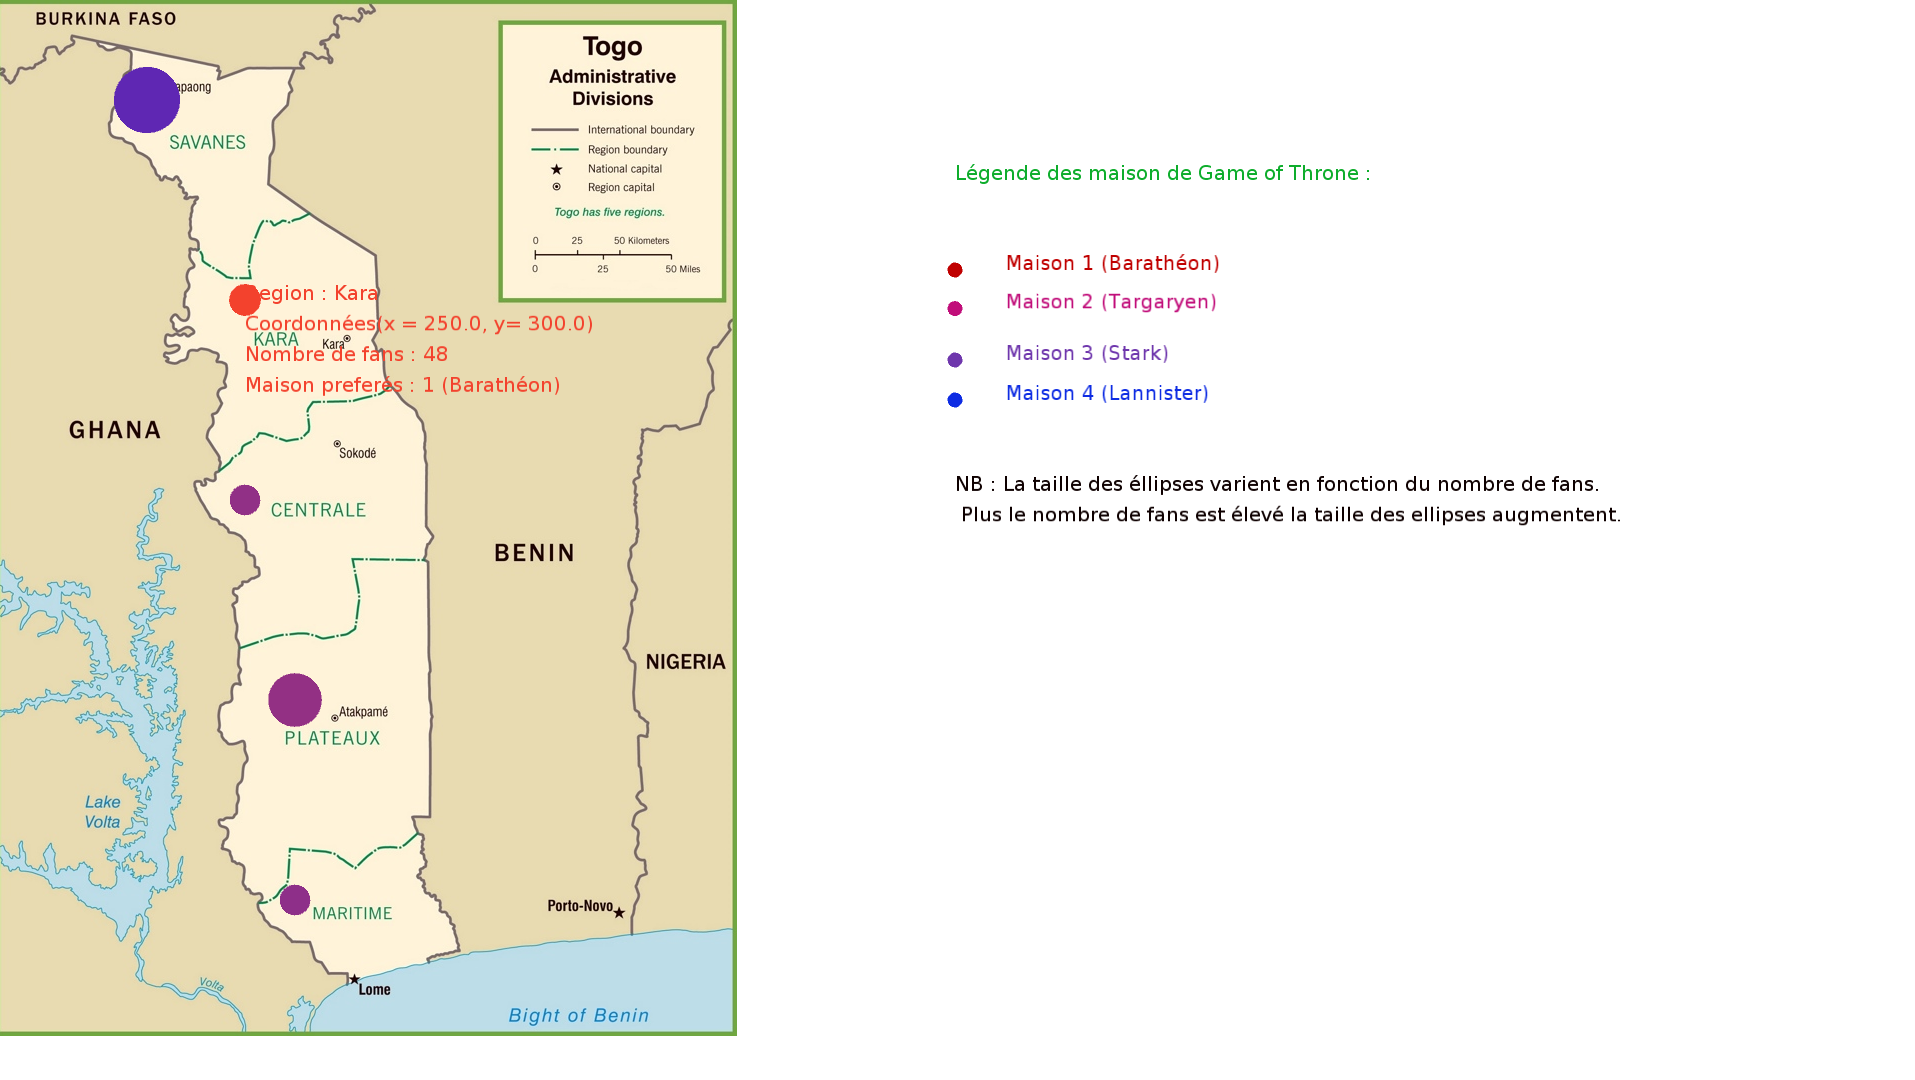 BURKINA FASO
apaong
SAVANES
Togo
Administrative
Divisions
International boundary
Region boundary
National capital
Region capital
Togo has five regions.
0 25 50 Kilometers
0 25 50 Miles
egion : Kara
Coordonnées(x = 250.0, y= 300.0)
KARA
Kara
Nombre de fans : 48
Maison preferés : 1 (Barathéon)
GHANA
Sokodé
CENTRALE
BENIN
NIGERIA
Atakpamé
PLATEAUX
Lake
Volta
MARITIME
Porto-Novo
Volta
Lome
Bight of Benin
Légende des maison de Game of Throne :
Maison 1 (Barathéon)
Maison 2 (Targaryen)
Maison 3 (Stark)
Maison 4 (Lannister)
NB : La taille des éllipses varient en fonction du nombre de fans.
Plus le nombre de fans est élevé la taille des ellipses augmentent.